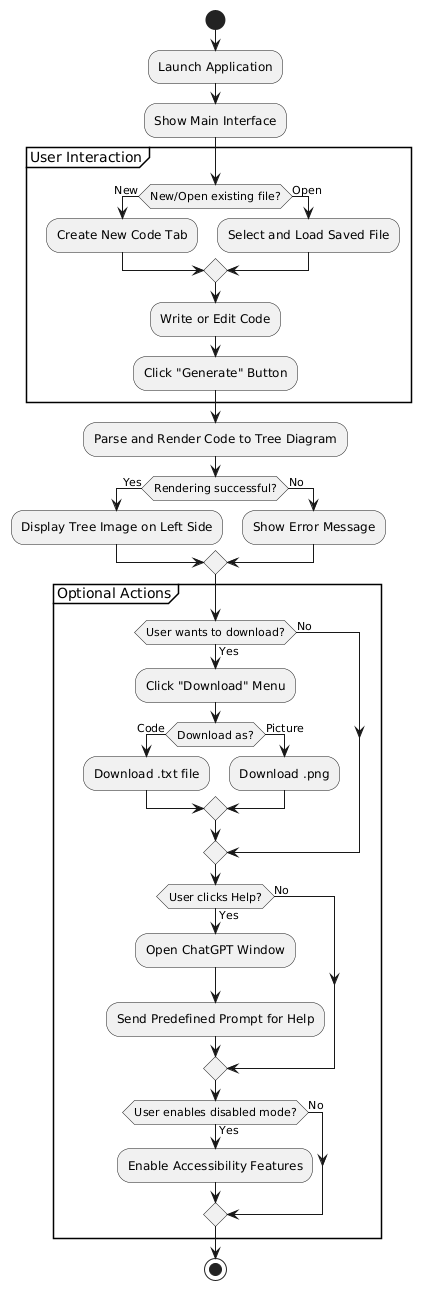 Launch Application
Show Main Interface
User Interaction
New/Open existing file?
New
Open
Create New Code Tab
Select and Load Saved File
Write or Edit Code
Click "Generate" Button
Parse and Render Code to Tree Diagram
Rendering successful?
Yes
No
Display Tree Image on Left Side
Show Error Message
Optional Actions
User wants to download?
No
Yes
Click "Download" Menu
Download as?
Code
Picture
Download .txt file
Download .png
User clicks Help?
No
Yes
Open ChatGPT Window
Send Predefined Prompt for Help
User enables disabled mode?
No
Yes
Enable Accessibility Features